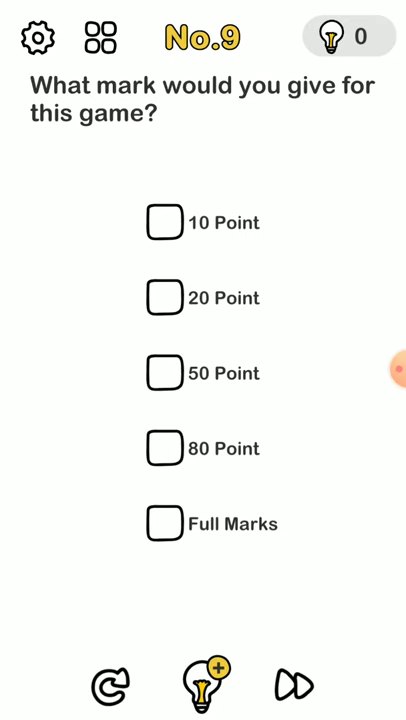 No.9
0
What mark would you give for
this game?
10 Point
20 Point
50 Point
80 Point
Full Marks